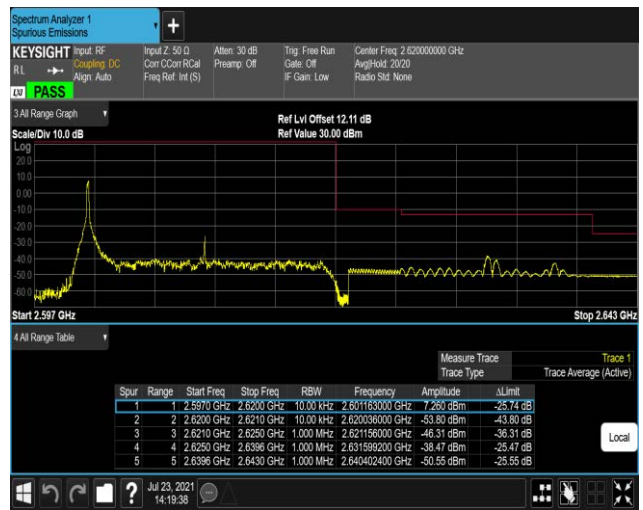 Spectrum Analyzer 1
Spurious Emissions
+
KEYSIGHT Input: RF Input Z: 50 Ω Atten: 30 dB Trig: Free Run Center Freq: 2.620000000 GHz
RL Coupling: DC Corr CCorr RCal Preamp: Off Gate: Off Avg|Hold: 20/20
Align: Auto Freq Ref: Int (S) IF Gain: Low Radio Std: None
LXI PASS
3 All Range Graph
Ref Lvl Offset 12.11 dB
Scale/Div 10.0 dB Ref Value 30.00 dBm
Log
20.0
10.0
0.00
-10.0
-20.0
-30.0
-40.0
-50.0
-60.0
Start 2.597 GHz Stop 2.643 GHz
4 All Range Table
Measure Trace Trace 1
Trace Type Trace Average (Active)
Spur Range Start Freq Stop Freq RBW Frequency Amplitude ΔLimit
1 1 2.5970 GHz 2.6200 GHz 10.00 kHz 2.601163000 GHz 7.260 dBm -25.74 dB
2 2 2.6200 GHz 2.6210 GHz 10.00 kHz 2.620036000 GHz -53.80 dBm -43.80 dB
3 3 2.6210 GHz 2.6250 GHz 1.000 MHz 2.621156000 GHz -46.31 dBm -36.31 dB
4 4 2.6250 GHz 2.6396 GHz 1.000 MHz 2.631599200 GHz -38.47 dBm -25.47 dB
5 5 2.6396 GHz 2.6430 GHz 1.000 MHz 2.640402400 GHz -50.55 dBm -25.55 dB
Local
? Jul 23, 2021
14:19:38